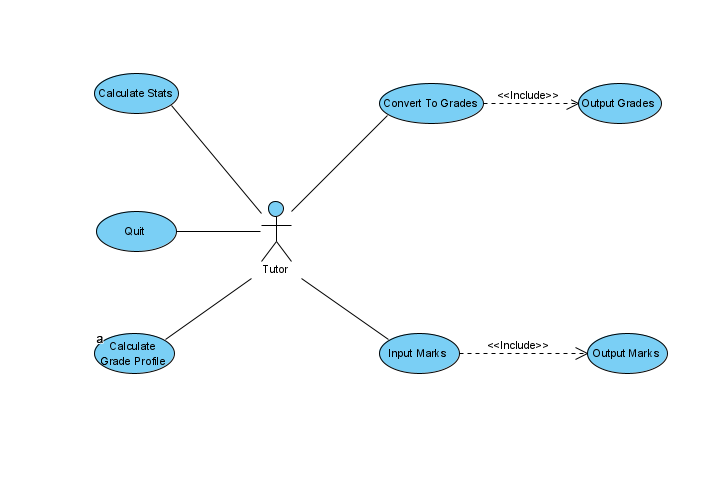 Calculate Stats
Convert To Grades
<<Include>>
Output Grades
Quit
Tutor
a
Calculate
Grade Profile
Input Marks
<<Include>>
Output Marks